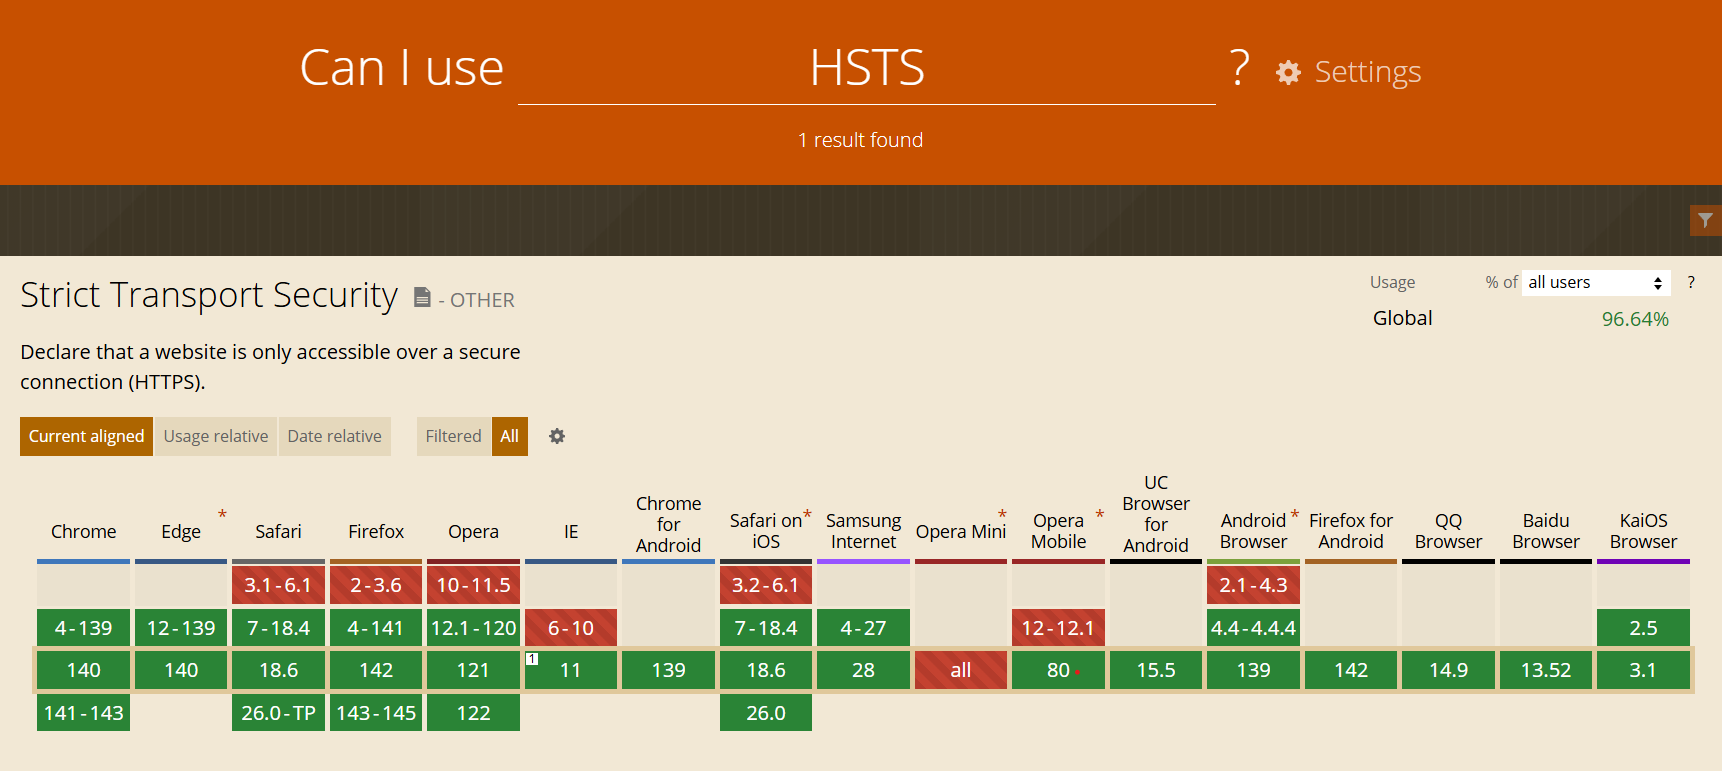 Can I use HSTS ? Settings
1 result found
Strict Transport Security - OTHER
Usage % of all users ?
Global 96.64%
Declare that a website is only accessible over a secure
connection (HTTPS).
Current aligned Usage relative Date relative Filtered All
Chrome Edge * Safari Firefox Opera IE Chrome for Android Safari on iOS * Samsung Internet Opera Mini * Opera Mobile * UC Browser for Android Android Browser * Firefox for Android QQ Browser Baidu Browser KaiOS Browser
3.1-6.1 2-3.6 10-11.5 3.2-6.1 2.1-4.3
4-139 12-139 7-18.4 4-141 12.1-120 6-10 7-18.4 4-27 12-12.1 4.4-4.4.4 2.5
140 140 18.6 142 121 1 11 139 18.6 28 all 80 15.5 139 142 14.9 13.52 3.1
141-143 26.0-TP 143-145 122 26.0